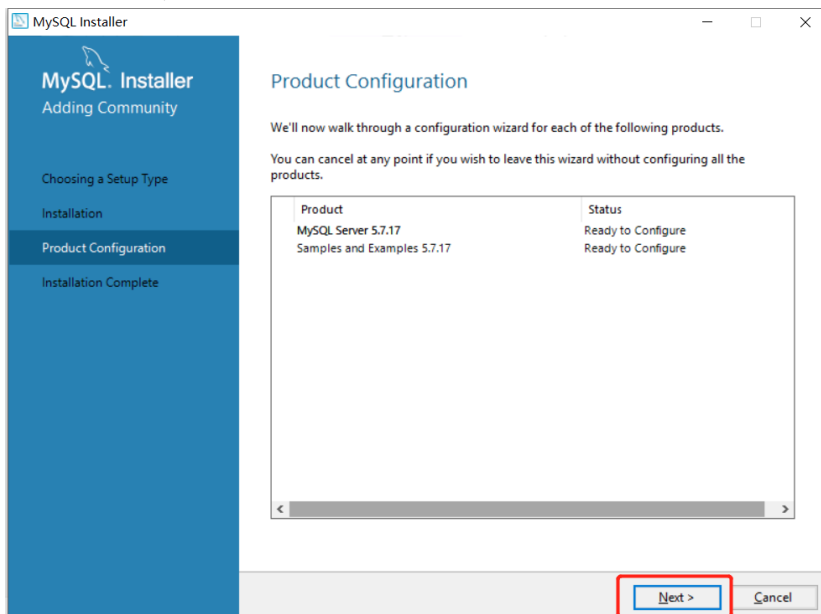 MySQL Installer
MySQL. Installer
Adding Community
Choosing a Setup Type
Installation
Product Configuration
Installation Complete
Product Configuration
We'll now walk through a configuration wizard for each of the following products.
You can cancel at any point if you wish to leave this wizard without configuring all the
products.
Product Status
MySQL Server 5.7.17 Ready to Configure
Samples and Examples 5.7.17 Ready to Configure
Next > Cancel